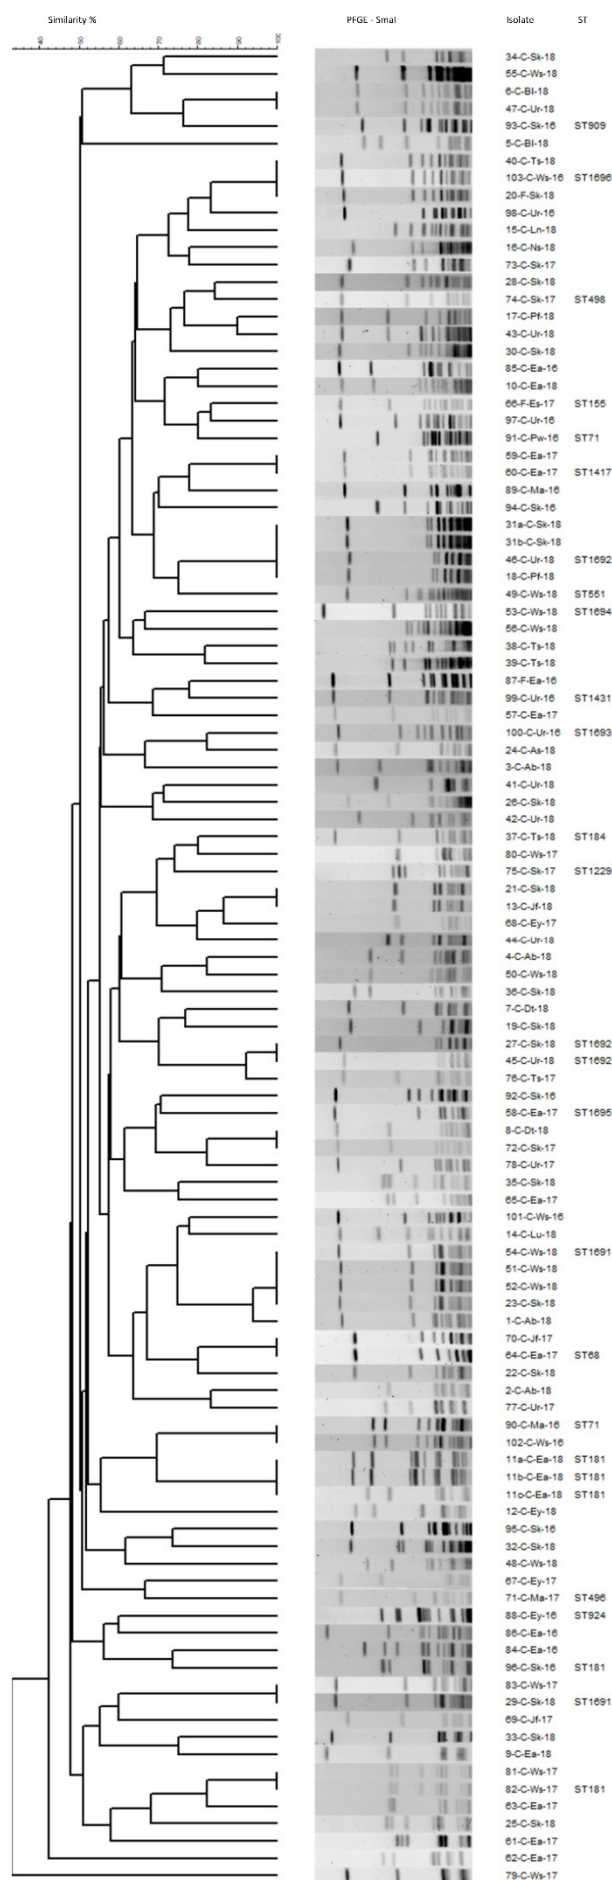 Similarity %	PFGE - SmaI	Isolate	ST
40 50 60 70 80 90 100
34-C-Sk-18
55-C-Ws-18
6-C-Bl-18
47-C-Ur-18
93-C-Sk-16 ST909
5-C-Bl-18
40-C-Ts-18
103-C-Ws-16 ST1696
20-F-Sk-18
98-C-Ur-16
15-C-Ln-18
16-C-Ns-18
73-C-Sk-17
28-C-Sk-18
74-C-Sk-17 ST498
17-C-Pf-18
43-C-Ur-18
30-C-Sk-18
85-C-Ea-16
10-C-Ea-18
66-F-Es-17 ST155
97-C-Ur-16
91-C-Pw-16 ST71
59-C-Ea-17
60-C-Ea-17 ST1417
89-C-Ma-16
94-C-Sk-16
31a-C-Sk-18
31b-C-Sk-18
46-C-Ur-18 ST1692
18-C-Pf-18
49-C-Ws-18 ST551
53-C-Ws-18 ST1694
56-C-Ws-18
38-C-Ts-18
39-C-Ts-18
87-F-Ea-16
99-C-Ur-16 ST1431
57-C-Ea-17
100-C-Ur-16 ST1693
24-C-As-18
3-C-Ab-18
41-C-Ur-18
26-C-Sk-18
42-C-Ur-18
37-C-Ts-18 ST184
80-C-Ws-17
75-C-Sk-17 ST1229
21-C-Sk-18
13-C-Jf-18
68-C-Ey-17
44-C-Ur-18
4-C-Ab-18
50-C-Ws-18
36-C-Sk-18
7-C-Dt-18
19-C-Sk-18
27-C-Sk-18 ST1692
45-C-Ur-18 ST1692
76-C-Ts-17
92-C-Sk-16
58-C-Ea-17 ST1695
8-C-Dt-18
72-C-Sk-17
78-C-Ur-17
35-C-Sk-18
65-C-Ea-17
101-C-Ws-16
14-C-Lu-18
54-C-Ws-18 ST1691
51-C-Ws-18
52-C-Ws-18
23-C-Sk-18
1-C-Ab-18
70-C-Jf-17
64-C-Ea-17 ST68
22-C-Sk-18
2-C-Ab-18
77-C-Ur-17
90-C-Ma-16 ST71
102-C-Ws-16
11a-C-Ea-18 ST181
11b-C-Ea-18 ST181
11c-C-Ea-18 ST181
12-C-Ey-18
95-C-Sk-16
32-C-Sk-18
48-C-Ws-18
67-C-Ey-17
71-C-Ma-17 ST496
88-C-Ey-16 ST924
86-C-Ea-16
84-C-Ea-16
96-C-Sk-16 ST181
83-C-Ws-17
29-C-Sk-18 ST1691
69-C-Jf-17
33-C-Sk-18
9-C-Ea-18
81-C-Ws-17
82-C-Ws-17 ST181
63-C-Ea-17
25-C-Sk-18
61-C-Ea-17
62-C-Ea-17
79-C-Ws-17